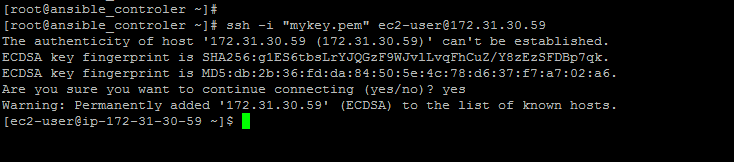 [root@ansible_controler ~]#
[root@ansible_controler ~]# ssh -i "mykey.pem" ec2-user@172.31.30.59
The authenticity of host '172.31.30.59 (172.31.30.59)' can't be established.
ECDSA key fingerprint is SHA256:g1ES6tbsLrYJQGzF9WJvlLvqFhCuZ/Y8zEzSFDBp7qk.
ECDSA key fingerprint is MD5:db:2b:36:fd:da:84:50:5e:4c:78:d6:37:f7:a7:02:a6.
Are you sure you want to continue connecting (yes/no)? yes
Warning: Permanently added '172.31.30.59' (ECDSA) to the list of known hosts.
[ec2-user@ip-172-31-30-59 ~]$